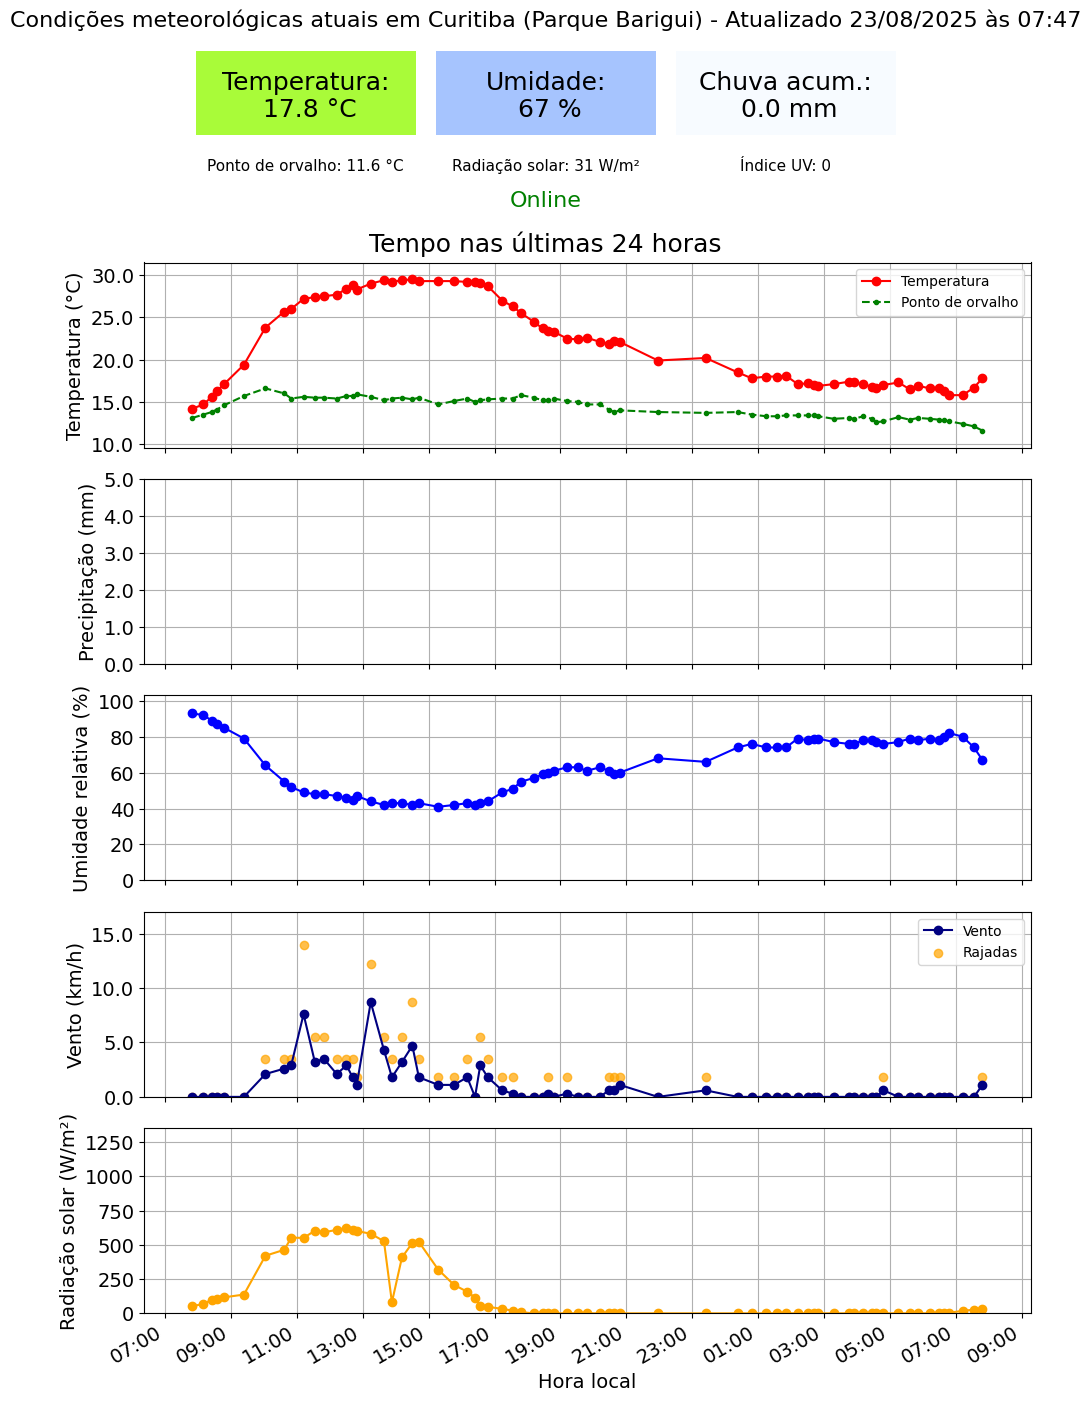 Condições meteorológicas atuais em Curitiba (Parque Barigui) - Atualizado 23/08/2025 às 07:47
Temperatura:
17.8 °C
Umidade:
67 %
Chuva acum.:
0.0 mm
Ponto de orvalho: 11.6 °C
Radiação solar: 31 W/m²
Índice UV: 0
Online
Tempo nas últimas 24 horas
Temperatura (°C)
30.0
25.0
20.0
15.0
10.0
Temperatura
Ponto de orvalho
Precipitação (mm)
5.0
4.0
3.0
2.0
1.0
0.0
Umidade relativa (%)
100
80
60
40
20
0
Vento (km/h)
15.0
10.0
5.0
0.0
Vento
Rajadas
Radiação solar (W/m²)
1250
1000
750
500
250
0
07:00
09:00
11:00
13:00
15:00
17:00
19:00
21:00
23:00
01:00
03:00
05:00
07:00
09:00
Hora local